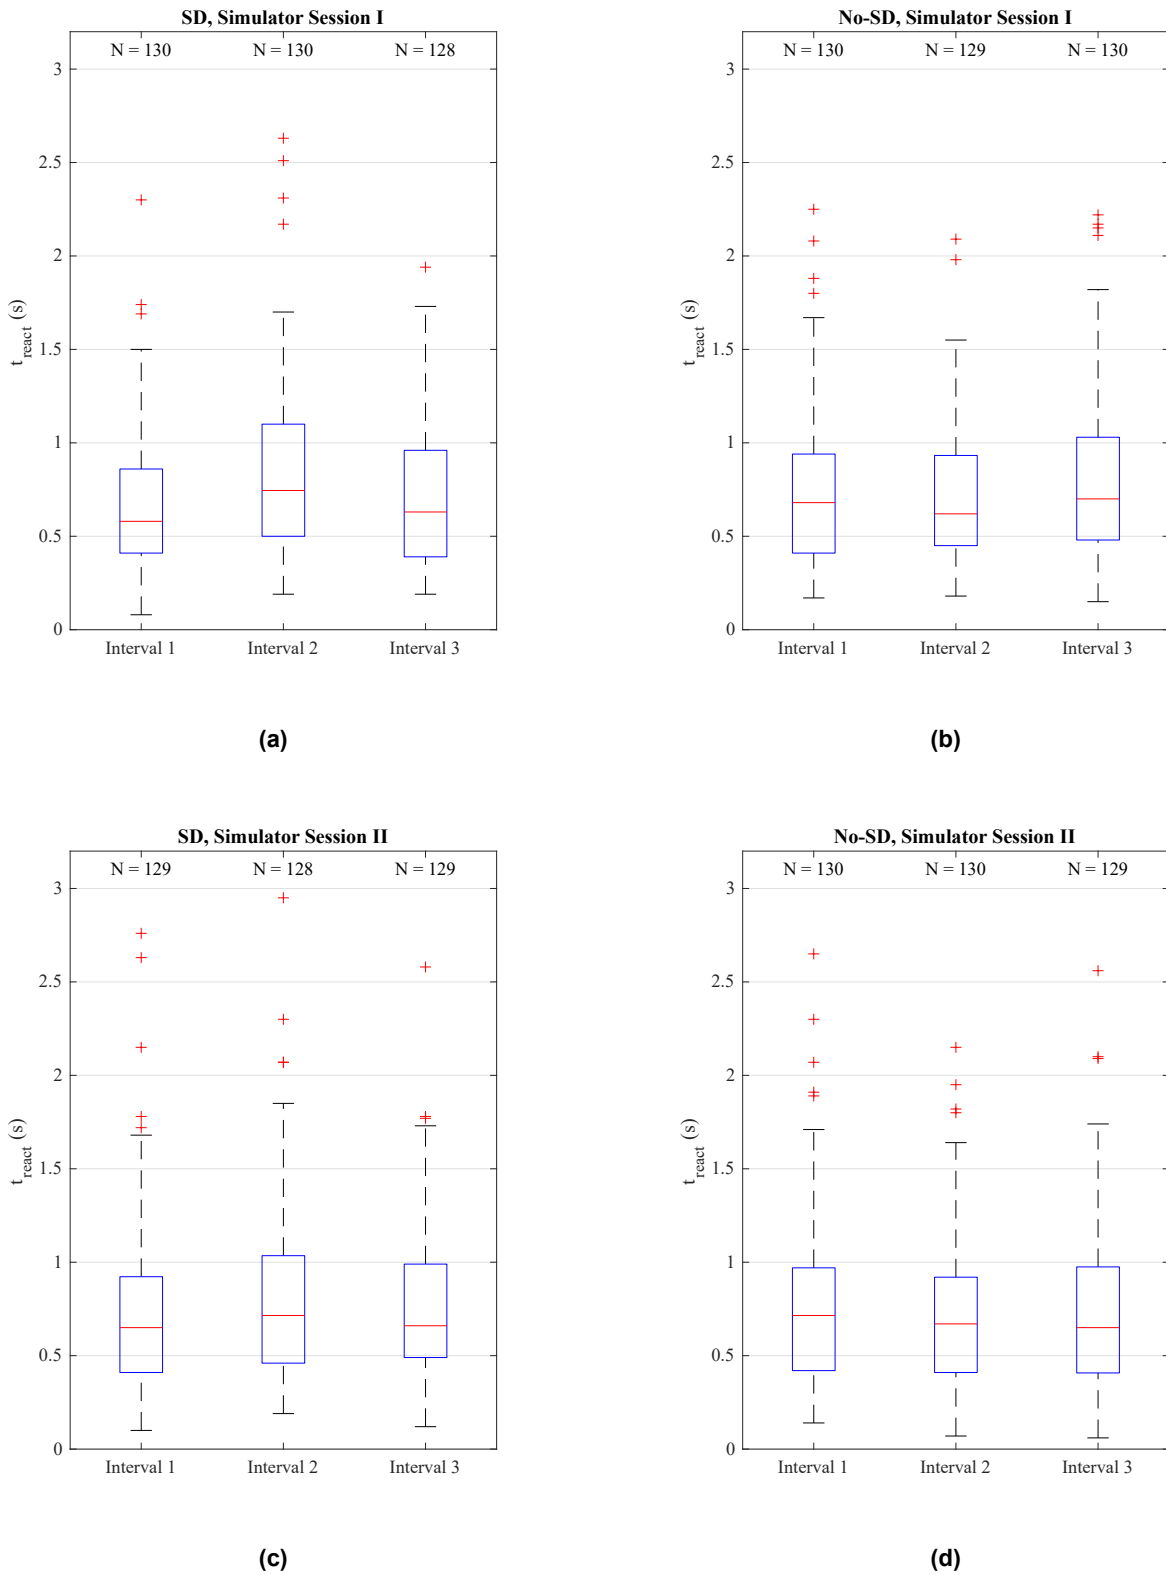 SD, Simulator Session I
N = 130 N = 130 N = 128
3
2.5
2
1.5
1
0.5
0
t_react (s)
Interval 1 Interval 2 Interval 3
(a)
No-SD, Simulator Session I
N = 130 N = 129 N = 130
3
2.5
2
1.5
1
0.5
0
t_react (s)
Interval 1 Interval 2 Interval 3
(b)
SD, Simulator Session II
N = 129 N = 128 N = 129
3
2.5
2
1.5
1
0.5
0
t_react (s)
Interval 1 Interval 2 Interval 3
(c)
No-SD, Simulator Session II
N = 130 N = 130 N = 129
3
2.5
2
1.5
1
0.5
0
t_react (s)
Interval 1 Interval 2 Interval 3
(d)